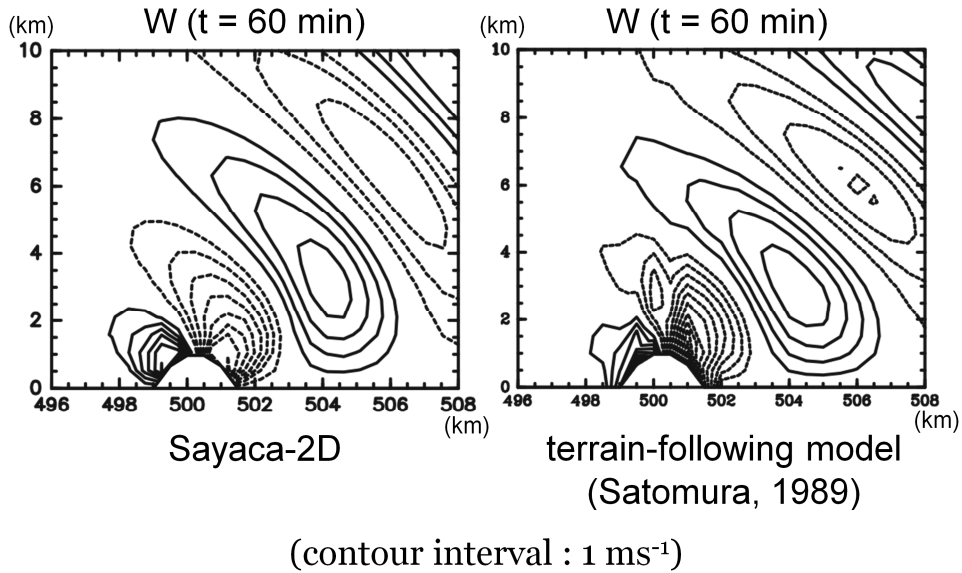 W (t = 60 min)
(km)
10
8
6
4
2
0
496 498 500 502 504 506 508
(km)
Sayaca-2D
W (t = 60 min)
(km)
10
8
6
4
2
0
496 498 500 502 504 506 508
(km)
terrain-following model
(Satomura, 1989)
(contour interval : 1 ms⁻¹)